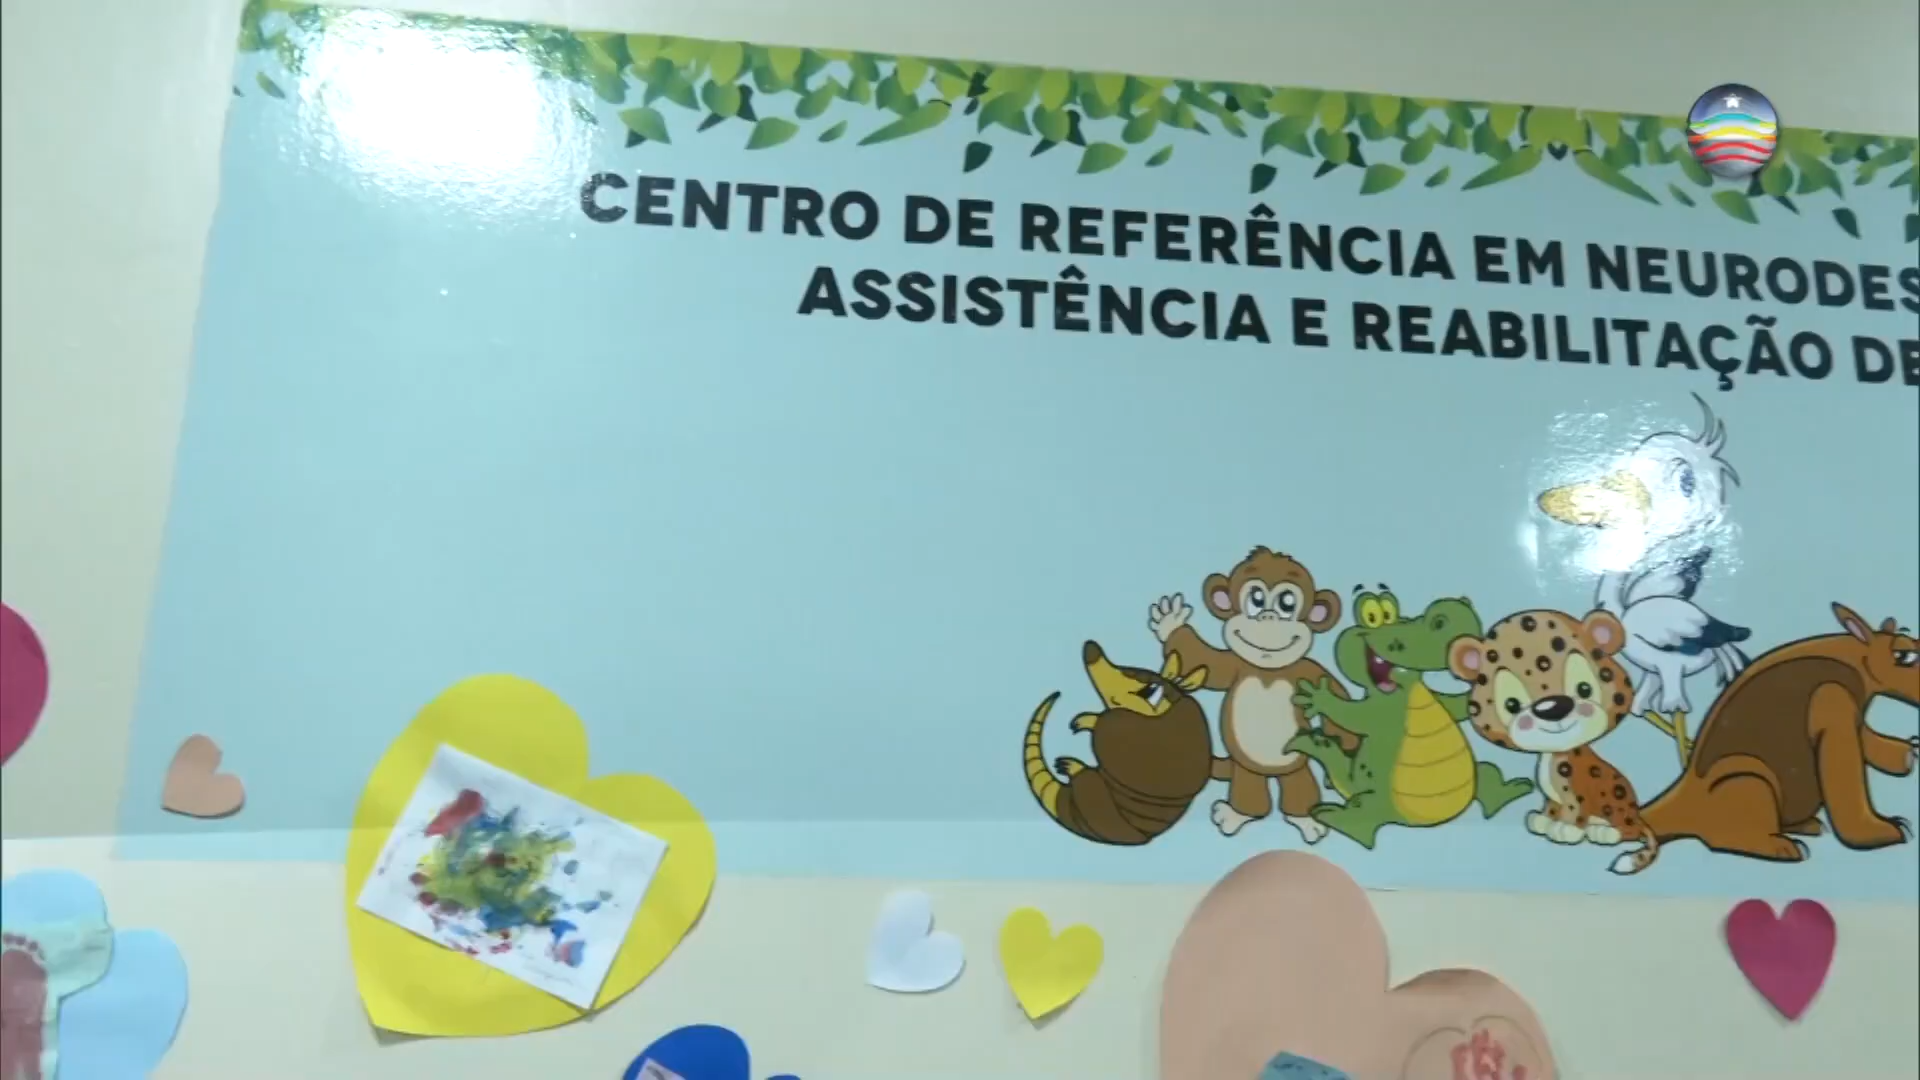 CENTRO DE REFERÊNCIA EM NEURODES
ASSISTÊNCIA E REABILITAÇÃO DE